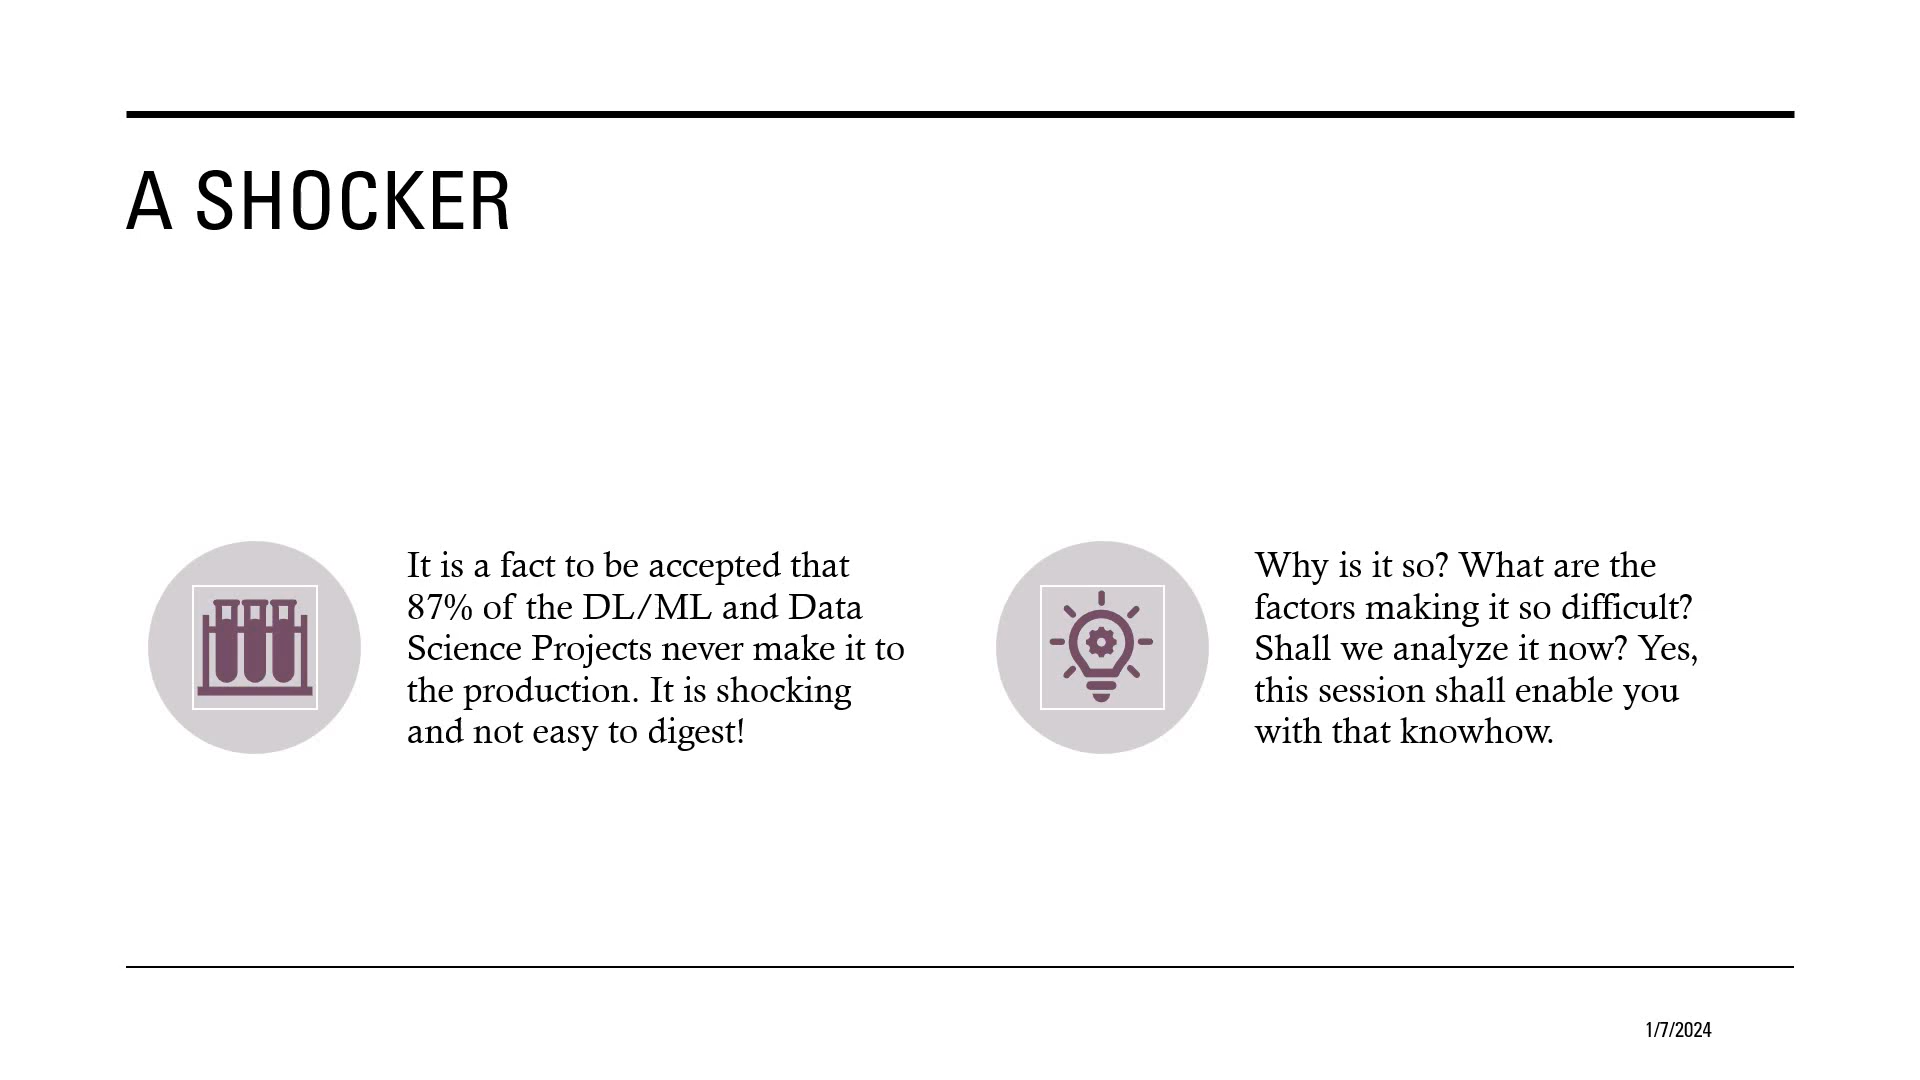 A SHOCKER
It is a fact to be accepted that
87% of the DL/ML and Data
Science Projects never make it to
the production. It is shocking
and not easy to digest!
Why is it so? What are the
factors making it so difficult?
Shall we analyze it now? Yes,
this session shall enable you
with that knowhow.
1/7/2024